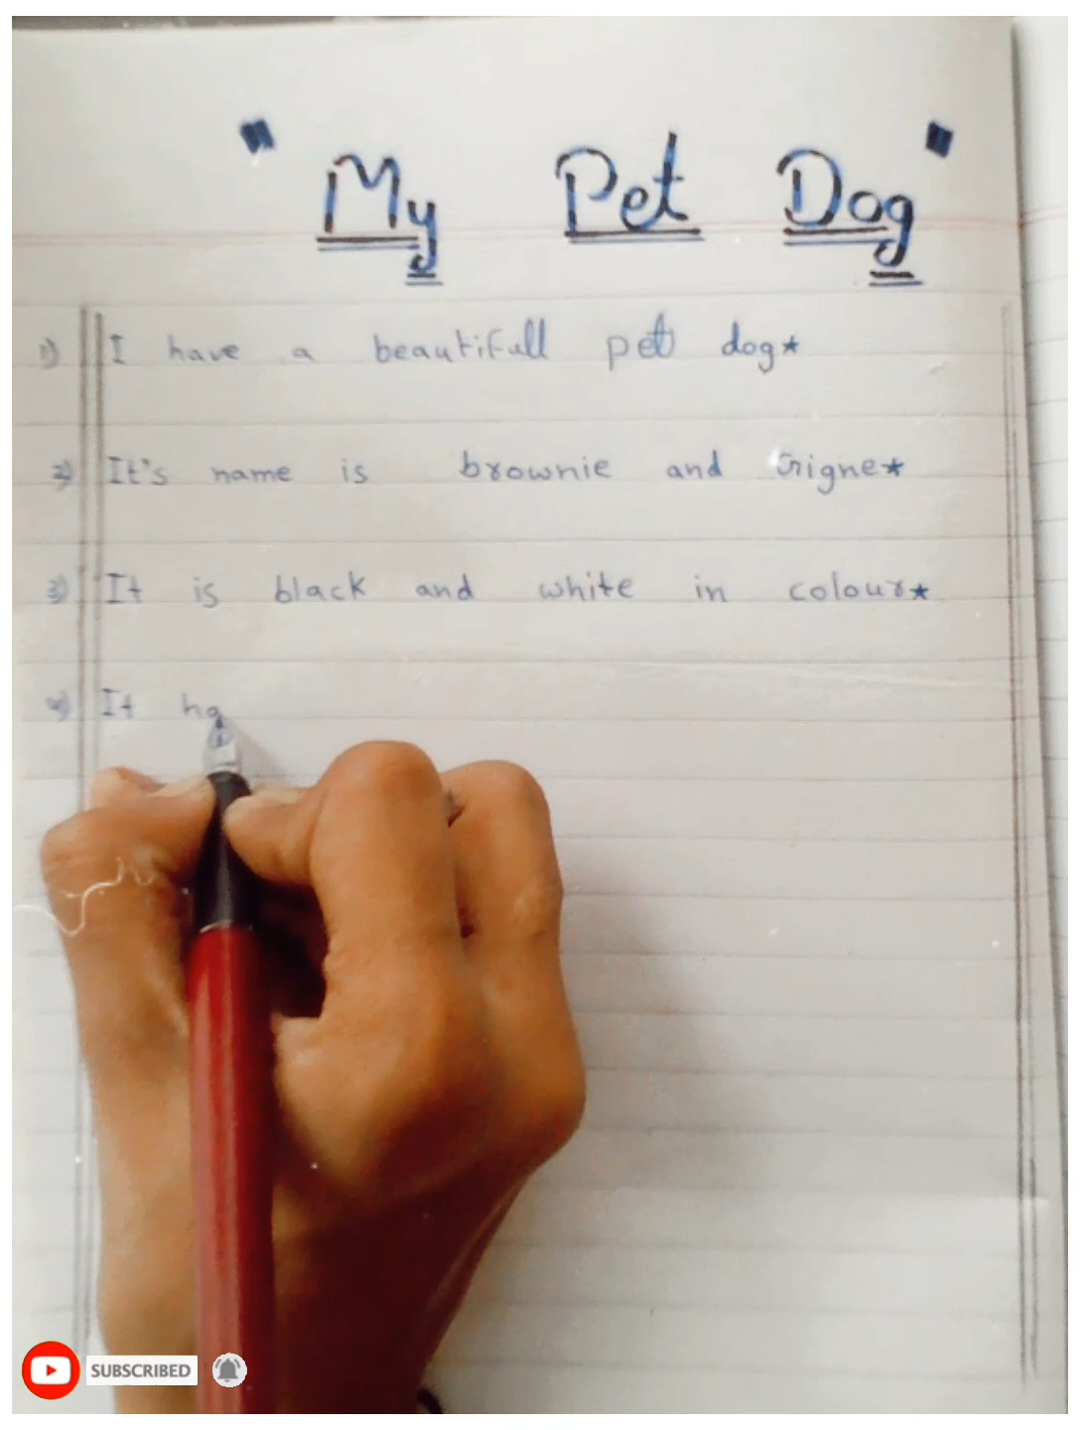 " My Pet Dog "
1) I have a beautifull pet dog★
2) It's name is brownie and
3) It is black and white in colour★
4) It ha
SUBSCRIBED